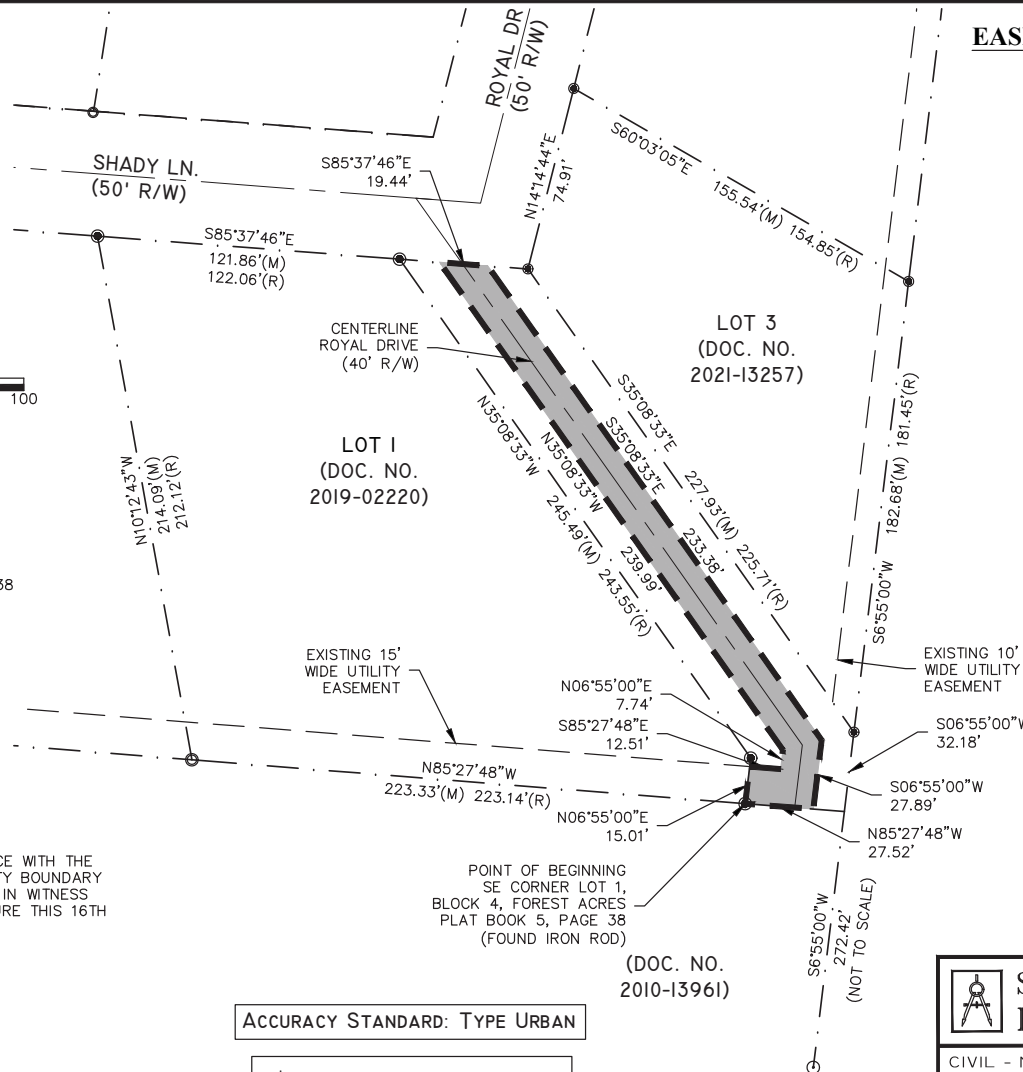 EAS
ROYAL DR
(50' R/W)
SHADY LN.
(50' R/W)
S85°37'46"E
19.44'
N14°14'44"E
74.91'
S60°03'05"E 155.54'(M) 154.85'(R)
S85°37'46"E
121.86'(M)
122.06'(R)
CENTERLINE
ROYAL DRIVE
(40' R/W)
LOT 3
(DOC. NO.
2021-13257)
100
LOT 1
(DOC. NO.
2019-02220)
N35°08'33"W 245.49'(M) 243.55'(R)
N35°08'33"W 239.99'
S35°08'33"E 233.38'
S35°08'33"E 227.93'(M) 225.71'(R)
S6°55'00"W 182.68'(M) 181.45'(R)
N10°12'43"W
214.09'(M)
212.12'(R)
38
EXISTING 15'
WIDE UTILITY
EASEMENT
EXISTING 10'
WIDE UTILITY
EASEMENT
N06°55'00"E
7.74'
S85°27'48"E
12.51'
S06°55'00"W
32.18'
N85°27'48"W
223.33'(M) 223.14'(R)
S06°55'00"W
27.89'
N06°55'00"E
15.01'
N85°27'48"W
27.52'
CE WITH THE
TY BOUNDARY
IN WITNESS
URE THIS 16TH
POINT OF BEGINNING
SE CORNER LOT 1,
BLOCK 4, FOREST ACRES
PLAT BOOK 5, PAGE 38
(FOUND IRON ROD)
S6°55'00"W
272.42'
(NOT TO SCALE)
(DOC. NO.
2010-13961)
ACCURACY STANDARD: TYPE URBAN
CIVIL -